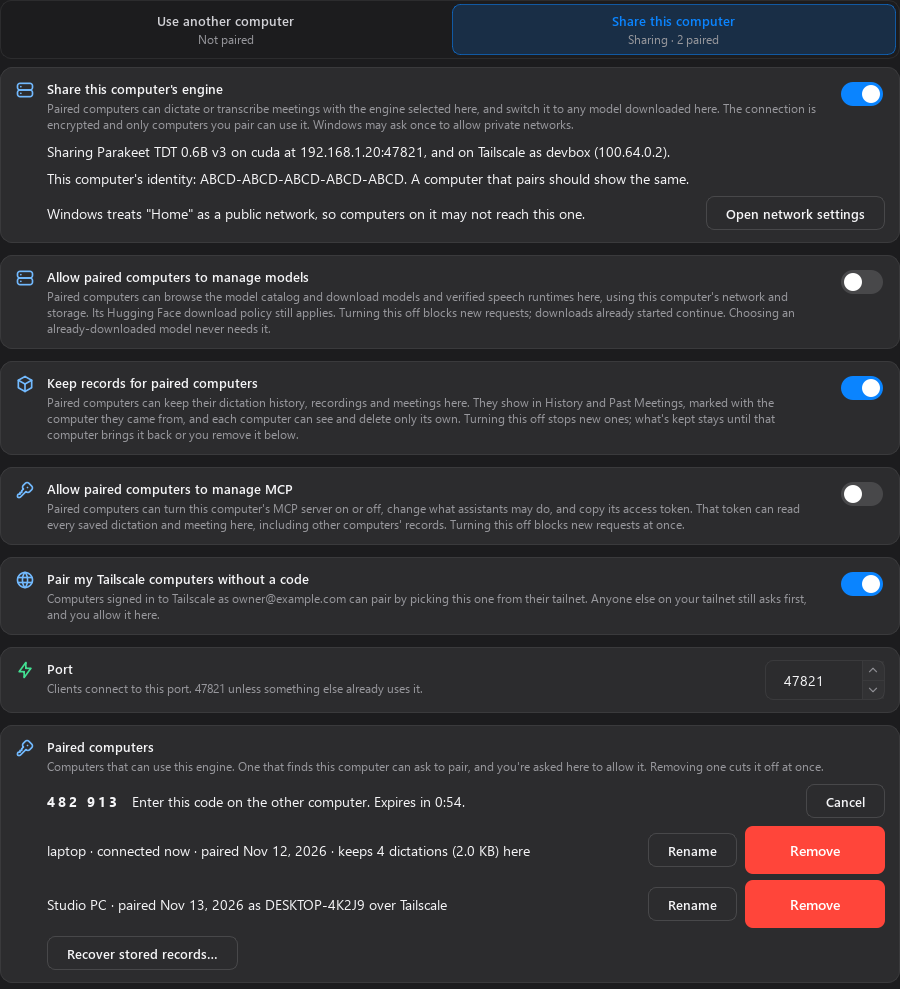 Use another computer
Not paired
Share this computer
Sharing · 2 paired
Share this computer's engine
Paired computers can dictate or transcribe meetings with the engine selected here, and switch it to any model downloaded here. The connection is
encrypted and only computers you pair can use it. Windows may ask once to allow private networks.
Sharing Parakeet TDT 0.6B v3 on cuda at 192.168.1.20:47821, and on Tailscale as devbox (100.64.0.2).
This computer's identity: ABCD-ABCD-ABCD-ABCD-ABCD. A computer that pairs should show the same.
Windows treats "Home" as a public network, so computers on it may not reach this one.
Open network settings
Allow paired computers to manage models
Paired computers can browse the model catalog and download models and verified speech runtimes here, using this computer's network and
storage. Its Hugging Face download policy still applies. Turning this off blocks new requests; downloads already started continue. Choosing an
already-downloaded model never needs it.
Keep records for paired computers
Paired computers can keep their dictation history, recordings and meetings here. They show in History and Past Meetings, marked with the
computer they came from, and each computer can see and delete only its own. Turning this off stops new ones; what's kept stays until that
computer brings it back or you remove it below.
Allow paired computers to manage MCP
Paired computers can turn this computer's MCP server on or off, change what assistants may do, and copy its access token. That token can read
every saved dictation and meeting here, including other computers' records. Turning this off blocks new requests at once.
Pair my Tailscale computers without a code
Computers signed in to Tailscale as owner@example.com can pair by picking this one from their tailnet. Anyone else on your tailnet still asks first,
and you allow it here.
Port
Clients connect to this port. 47821 unless something else already uses it.
47821
Paired computers
Computers that can use this engine. One that finds this computer can ask to pair, and you're asked here to allow it. Removing one cuts it off at once.
482 913 Enter this code on the other computer. Expires in 0:54.
Cancel
laptop · connected now · paired Nov 12, 2026 · keeps 4 dictations (2.0 KB) here
Rename
Remove
Studio PC · paired Nov 13, 2026 as DESKTOP-4K2J9 over Tailscale
Rename
Remove
Recover stored records...